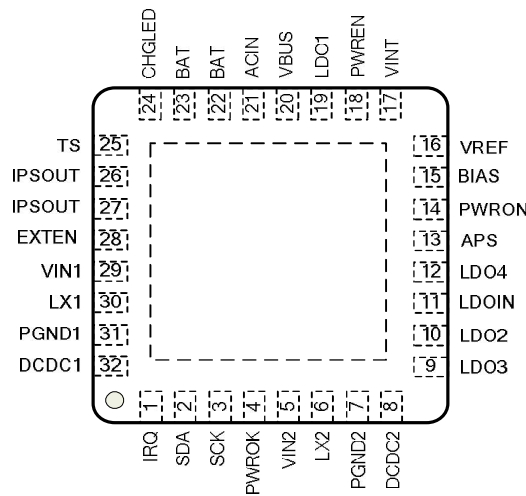 CHGLED
BAT
BAT
ACIN
VBUS
LDC1
PWREN
VINT
24
23
22
21
20
19
18
17
TS 25
IPSOUT 26
IPSOUT 27
EXTEN 28
VIN1 29
LX1 30
PGND1 31
DCDC1 32
16 VREF
15 BIAS
14 PWRON
13 APS
12 LDO4
11 LDOIN
10 LDO2
9 LDO3
1
2
3
4
5
6
7
8
IRQ
SDA
SCK
PWROK
VIN2
LX2
PGND2
DCDC2